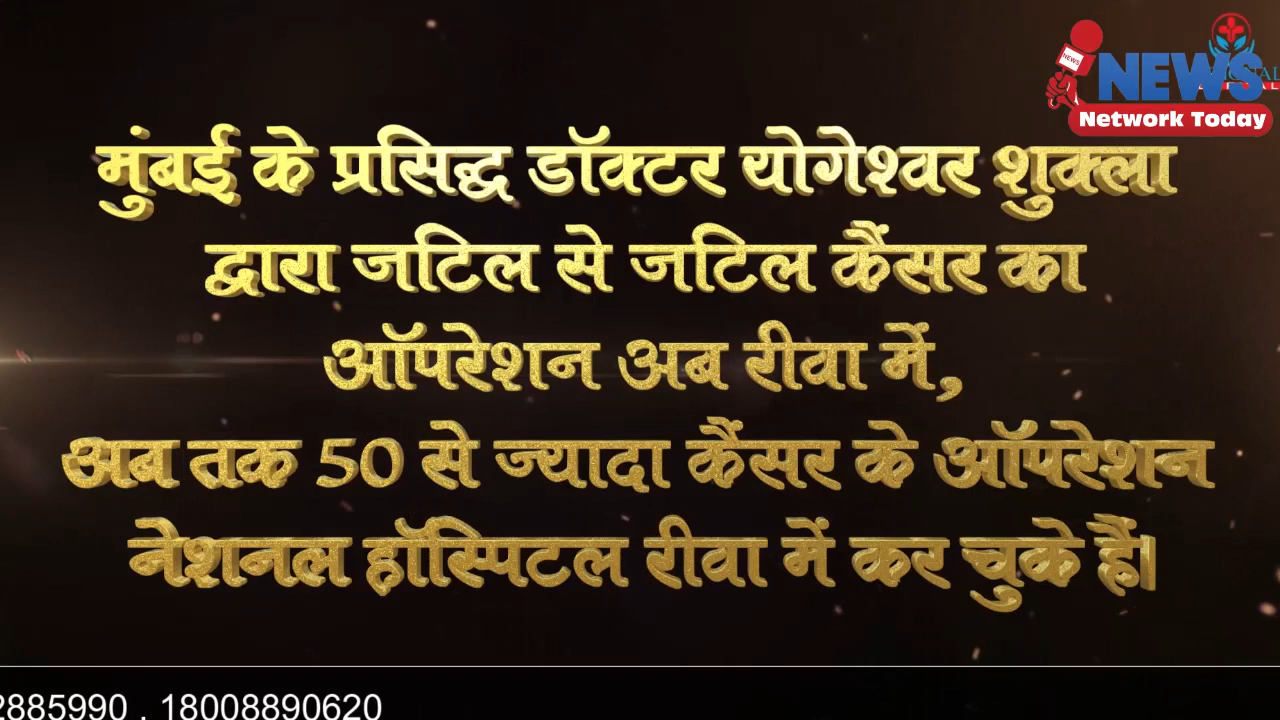 NEWS
NEWS
Network Today
मुंबई के प्रसिद्ध डॉक्टर योगेश्वर शुक्ला
द्वारा जटिल से जटिल कैंसर का
ऑपरेशन अब रीवा में,
अब तक 50 से ज्यादा कैंसर के ऑपरेशन
नेशनल हॉस्पिटल रीवा में कर चुके हैं।
2885990 , 18008890620